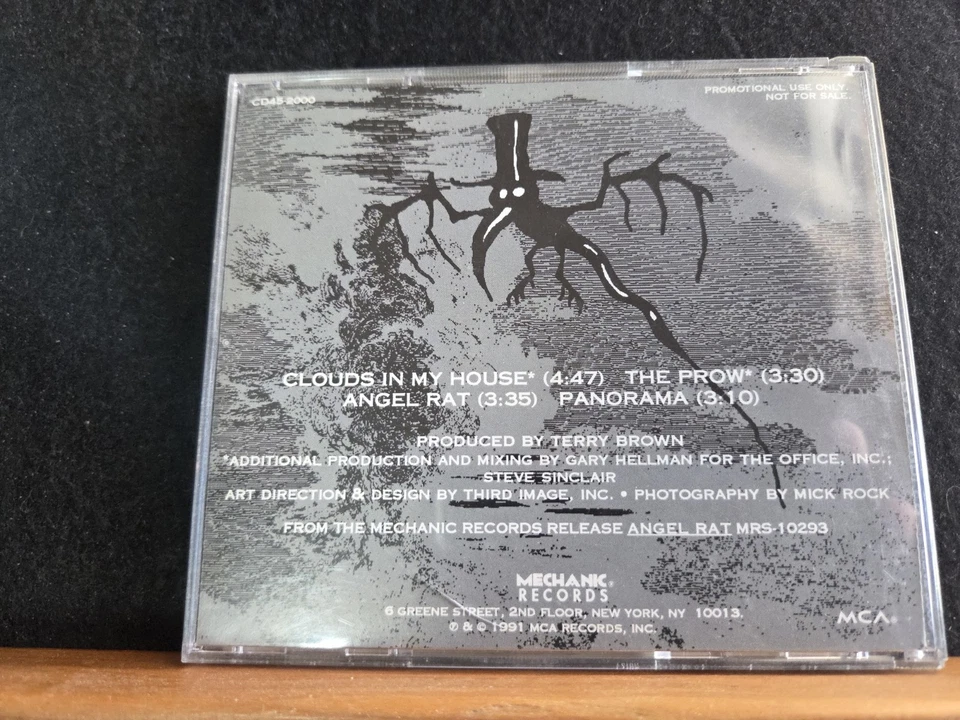 CD45-2000
PROMOTIONAL USE ONLY.
NOT FOR SALE.
CLOUDS IN MY HOUSE* (4:47) THE PROW* (3:30)
ANGEL RAT (3:35) PANORAMA (3:10)
PRODUCED BY TERRY BROWN
*ADDITIONAL PRODUCTION AND MIXING BY GARY HELLMAN FOR THE OFFICE, INC.;
STEVE SINCLAIR
ART DIRECTION & DESIGN BY THIRD IMAGE, INC. • PHOTOGRAPHY BY MICK ROCK
FROM THE MECHANIC RECORDS RELEASE ANGEL RAT MRS-10293
MECHANIC®
RECORDS
6 GREENE STREET, 2ND FLOOR, NEW YORK, NY 10013.
℗ & © 1991 MCA RECORDS, INC.
MCA®